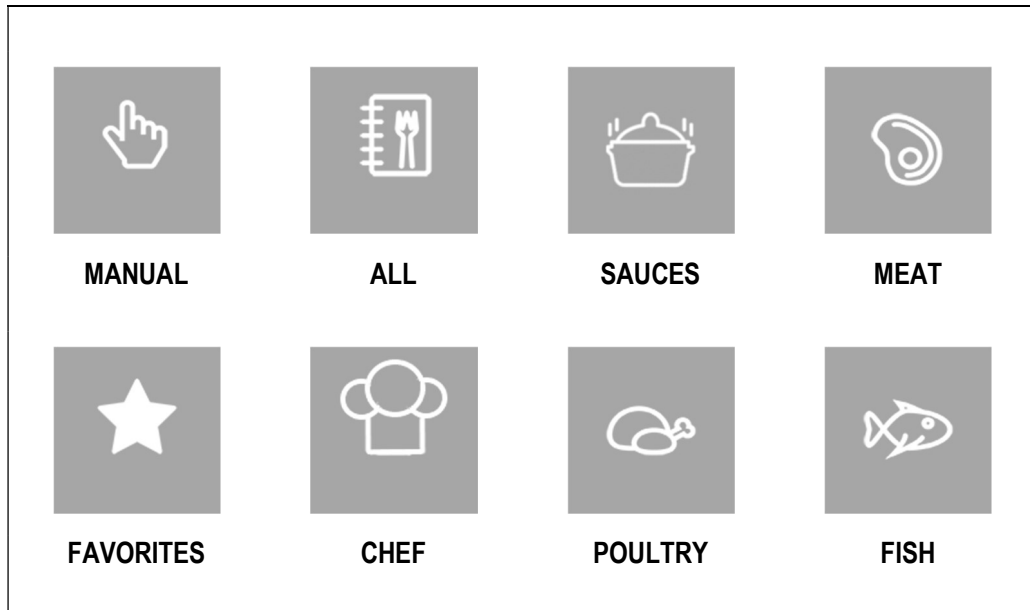 MANUAL
ALL
SAUCES
MEAT
FAVORITES
CHEF
POULTRY
FISH